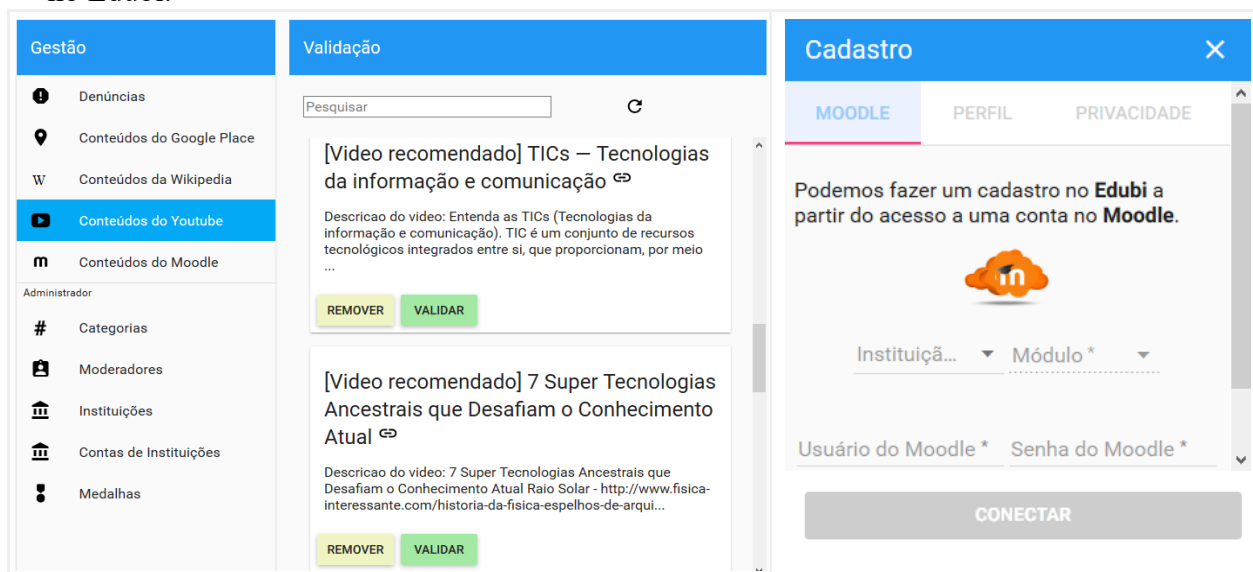 no Edubi.
Gestão
Denúncias
Conteúdos do Google Place
W Conteúdos da Wikipedia
Conteúdos do Youtube
m Conteúdos do Moodle
Administrador
# Categorias
Moderadores
Instituições
Contas de Instituições
Medalhas
Validação
Pesquisar
[Video recomendado] TICs — Tecnologias
da informação e comunicação
Descricao do video: Entenda as TICs (Tecnologias da
informação e comunicação). TIC é um conjunto de recursos
tecnológicos integrados entre si, que proporcionam, por meio
...
REMOVER VALIDAR
[Video recomendado] 7 Super Tecnologias
Ancestrais que Desafiam o Conhecimento
Atual
Descricao do video: 7 Super Tecnologias Ancestrais que
Desafiam o Conhecimento Atual Raio Solar - http://www.fisica-
interessante.com/historia-da-fisica-espelhos-de-arqui...
REMOVER VALIDAR
Cadastro
MOODLE PERFIL PRIVACIDADE
Podemos fazer um cadastro no Edubi a
partir do acesso a uma conta no Moodle.
m
Instituiçã... Módulo *
Usuário do Moodle * Senha do Moodle *
CONECTAR